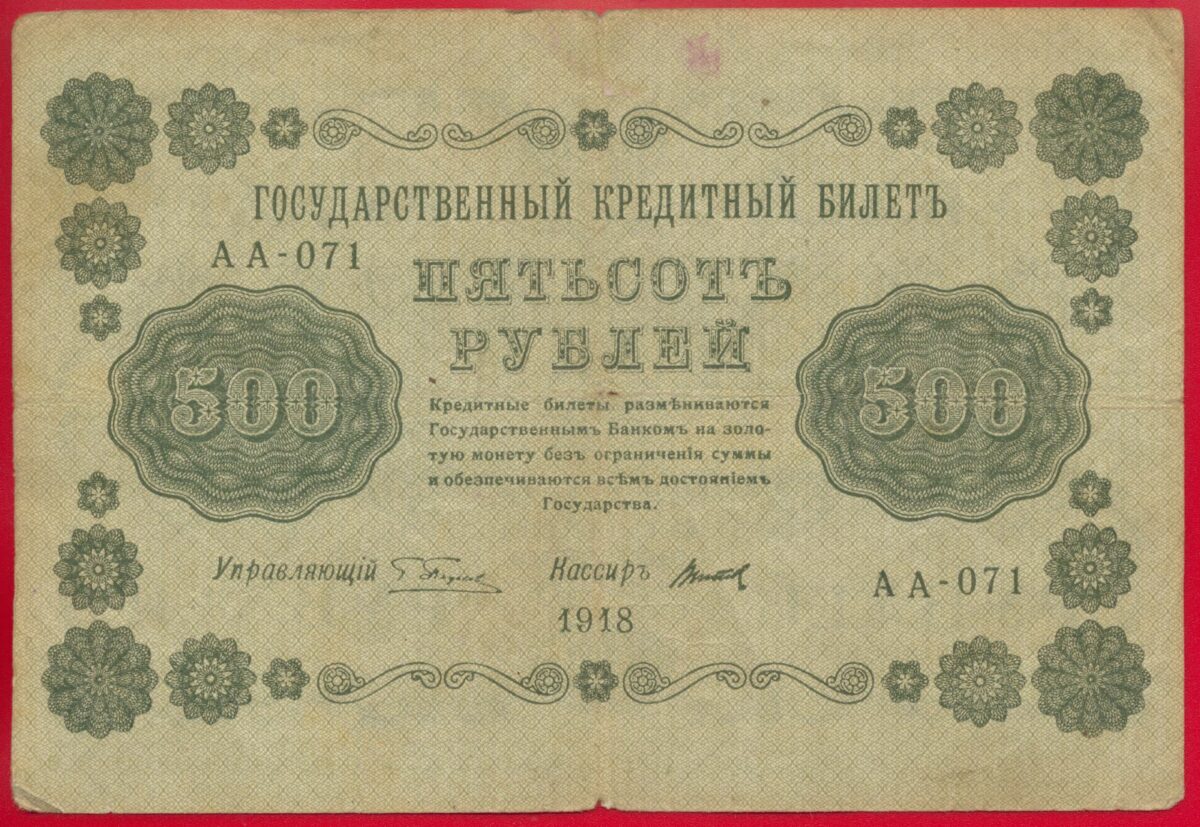 ГОСУДАРСТВЕННЫЙ КРЕДИТНЫЙ БИЛЕТЪ
АА-071
ПЯТЬСОТЪ
РУБЛЕЙ
500
500
Кредитные билеты размѣниваются
Государственнымъ Банкомъ на золо-
тую монету безъ ограниченія суммы
и обезпечиваются всѣмъ достояніемъ
Государства.
Управляющій
Кассиръ
АА-071
1918